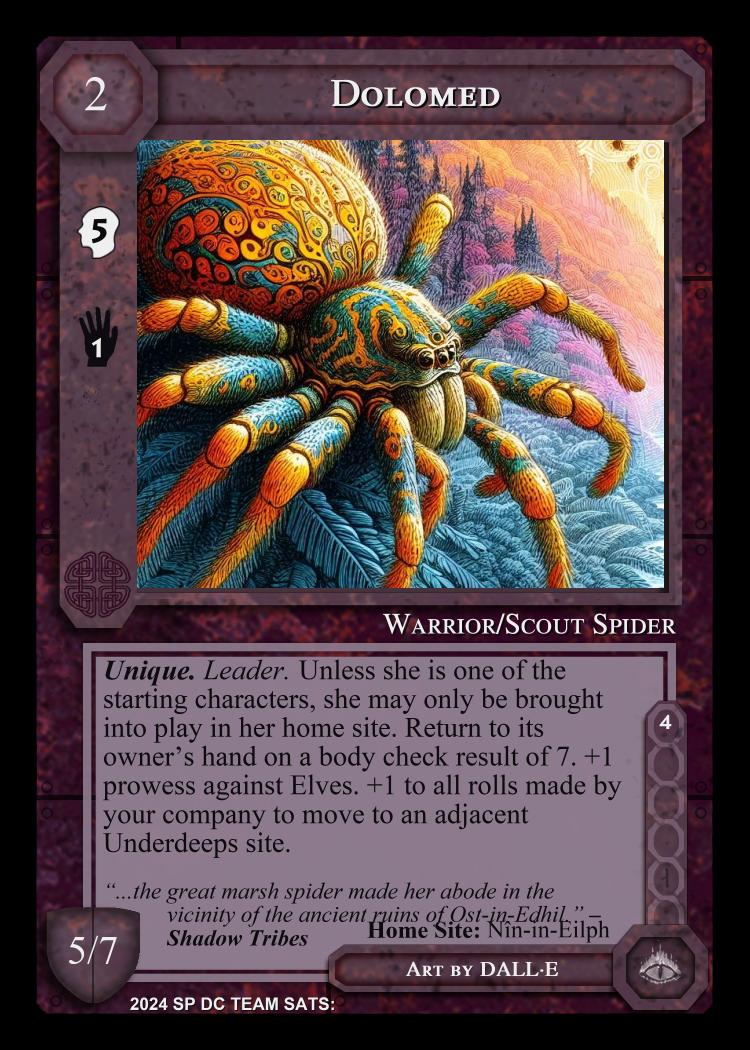 2
Dolomed
5
1
Warrior/Scout Spider
Unique. Leader. Unless she is one of the
starting characters, she may only be brought
into play in her home site. Return to its
owner's hand on a body check result of 7. +1
prowess against Elves. +1 to all rolls made by
your company to move to an adjacent
Underdeeps site.
4
"...the great marsh spider made her abode in the
vicinity of the ancient ruins of Ost-in-Edhil." –
Shadow Tribes
Home Site: Nîn-in-Eilph
5/7
Art by DALL·E
2024 SP DC TEAM SATS: